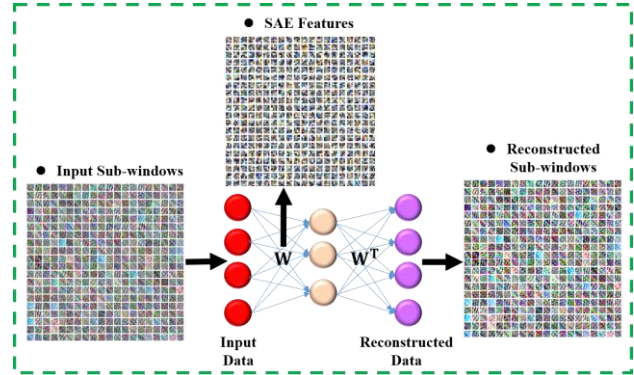 ● SAE Features
● Input Sub-windows
● Reconstructed
Sub-windows
W
W^T
Input
Data
Reconstructed
Data